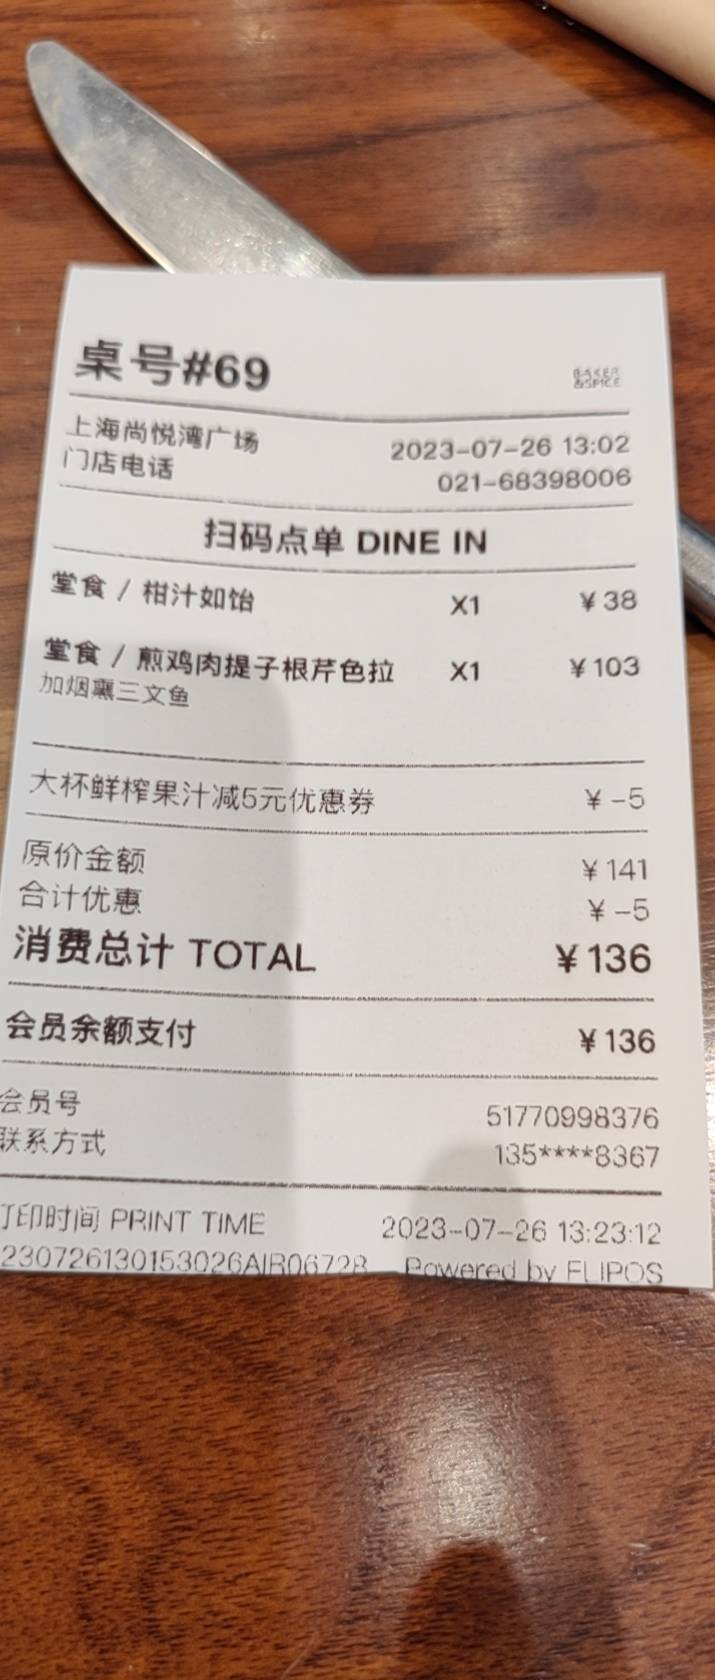 桌号#69
BAKER
&SPICE
上海尚悦湾广场 2023-07-26 13:02
门店电话 021-68398006
扫码点单 DINE IN
堂食 / 柑汁如饴 X1 ¥38
堂食 / 煎鸡肉提子根芹色拉 X1 ¥103
加烟熏三文鱼
大杯鲜榨果汁减5元优惠券 ¥-5
原价金额 ¥141
合计优惠 ¥-5
消费总计 TOTAL ¥136
会员余额支付 ¥136
会员号 51770998376
联系方式 135****8367
打印时间 PRINT TIME 2023-07-26 13:23:12
230726130153026AIR06728 Powered by FLIPOS